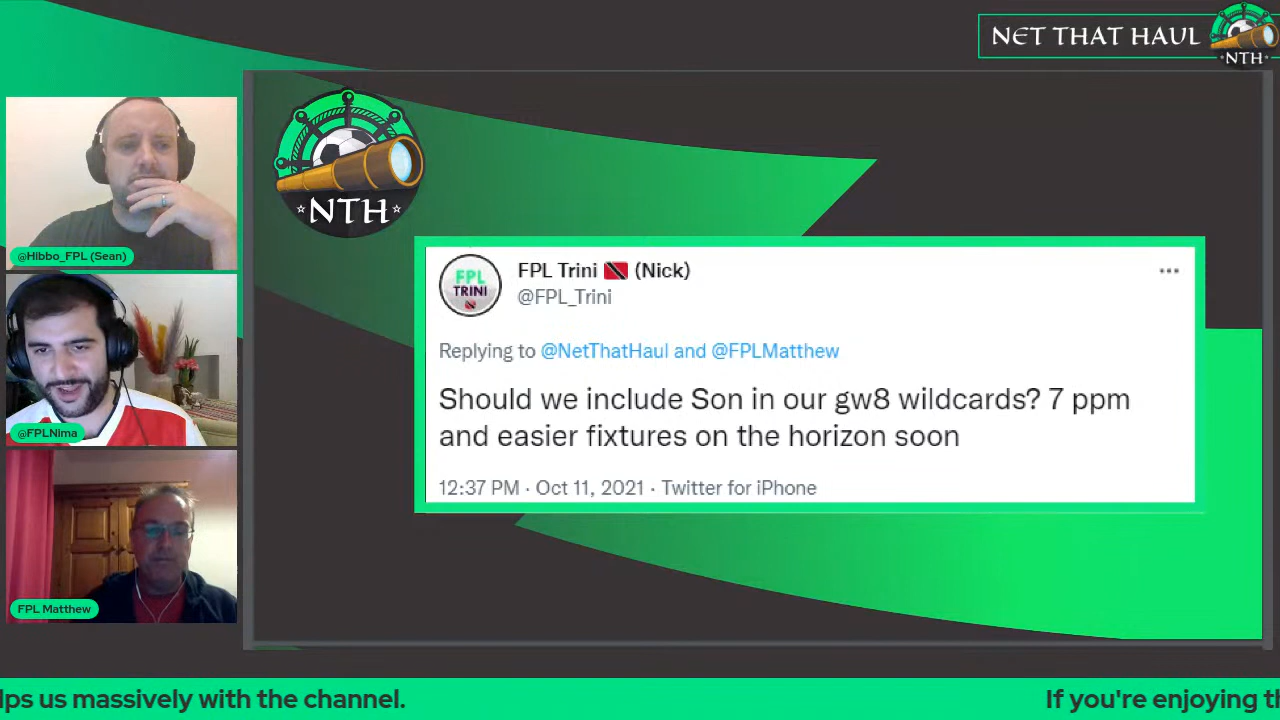 NET THAT HAUL
NTH
NTH
@Hibbo_FPL (Sean)
@FPLNima
FPL Matthew
FPL
TRINI
FPL Trini 🇹🇹 (Nick)
@FPL_Trini
Replying to @NetThatHaul and @FPLMatthew
Should we include Son in our gw8 wildcards? 7 ppm
and easier fixtures on the horizon soon
12:37 PM · Oct 11, 2021 · Twitter for iPhone
lps us massively with the channel.
If you're enjoying th